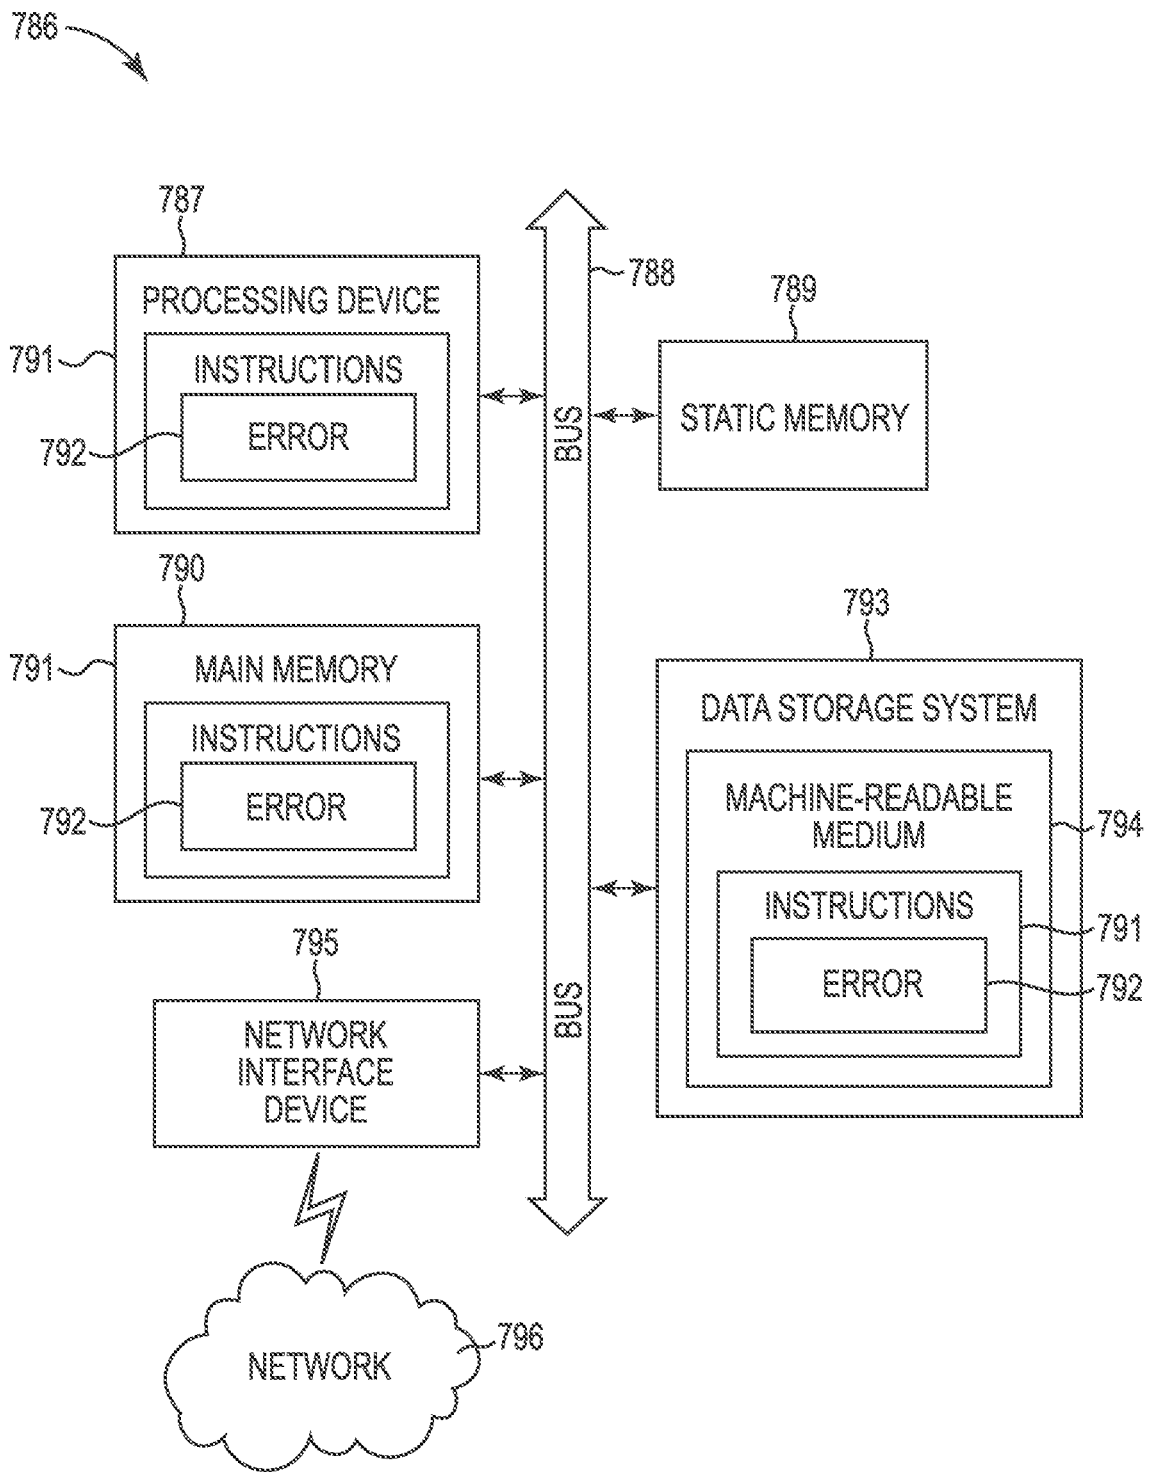 786
787
PROCESSING DEVICE
791
INSTRUCTIONS
792
ERROR
788
BUS
789
STATIC MEMORY
790
791
MAIN MEMORY
INSTRUCTIONS
792
ERROR
793
DATA STORAGE SYSTEM
MACHINE-READABLE
MEDIUM
794
INSTRUCTIONS
791
ERROR
792
795
NETWORK
INTERFACE
DEVICE
BUS
NETWORK
796